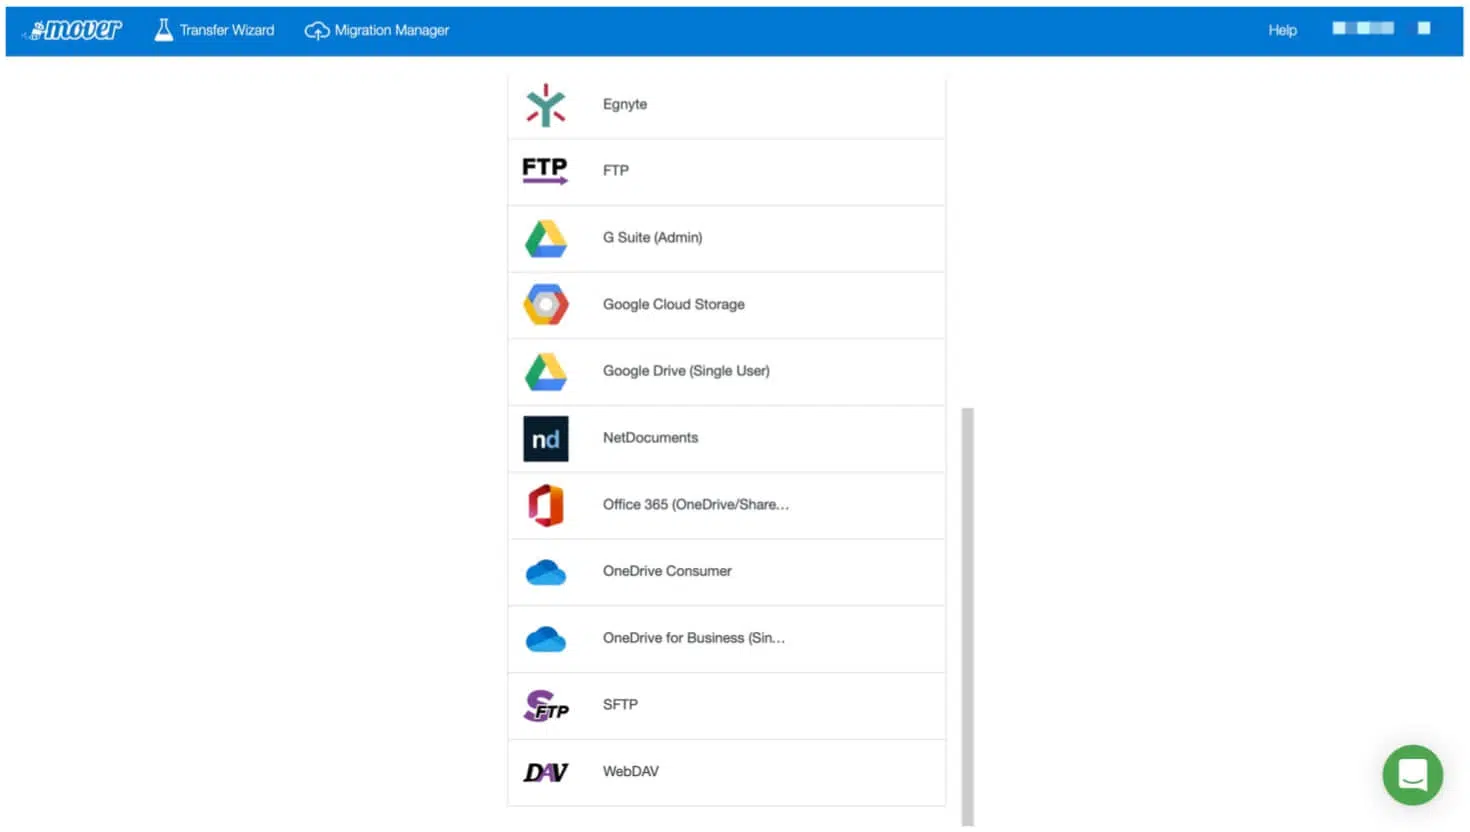 mover Transfer Wizard Migration Manager Help
Egnyte
FTP FTP
G Suite (Admin)
Google Cloud Storage
Google Drive (Single User)
nd NetDocuments
Office 365 (OneDrive/Share...
OneDrive Consumer
OneDrive for Business (Sin...
SFTP SFTP
DAV WebDAV